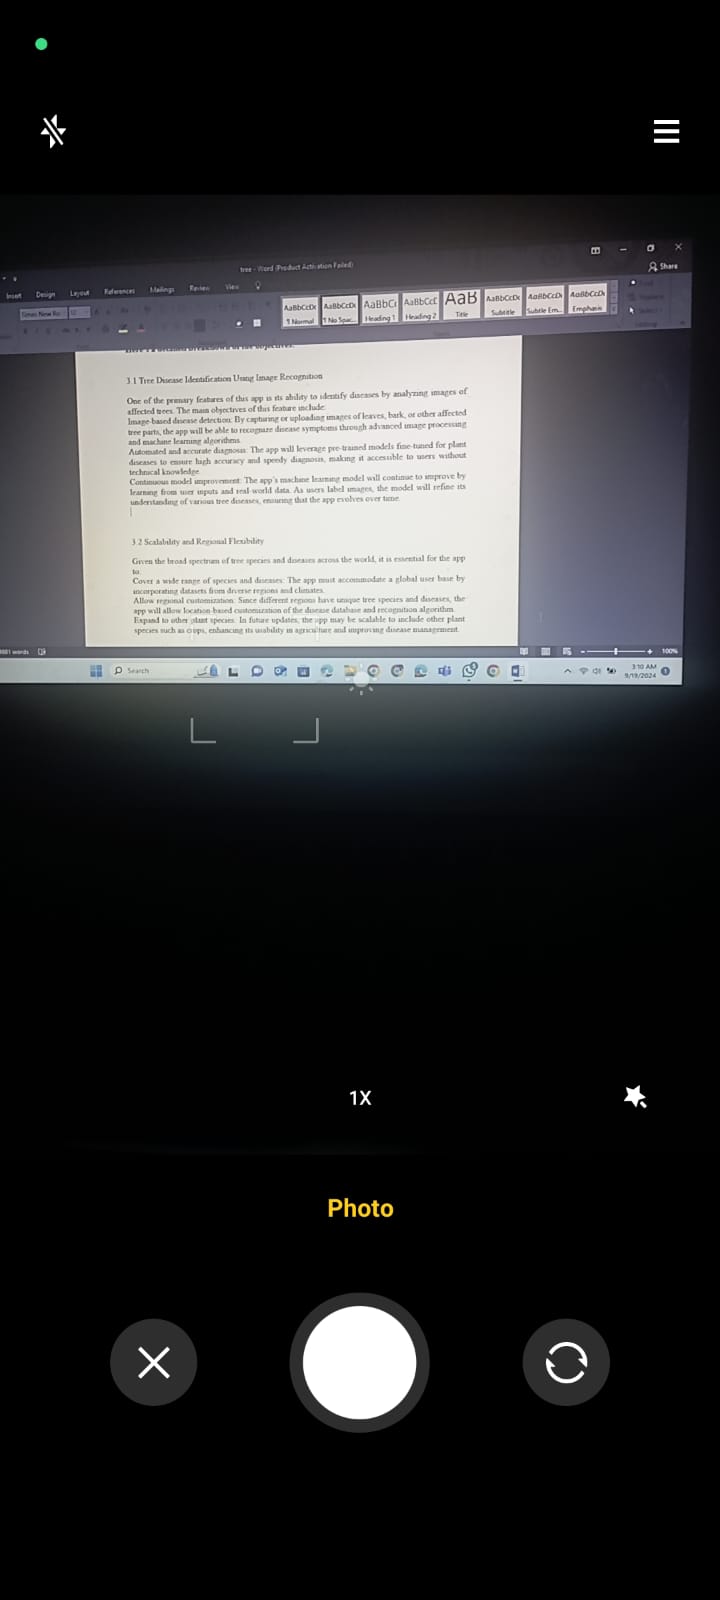 tree - Word (Product Activation Failed)
Share
Insert Design Layout References Mailings Review View
Times New Ro
AaBbCcDc AaBbCcDc AaBbCc AaBbCcC AaB AaBbCcDc AaBbCcDc AaBbCcDc
¶ Normal ¶ No Spac... Heading 1 Heading 2 Title Subtitle Subtle Em... Emphasis
3.1 Tree Disease Identification Using Image Recognition
One of the primary features of this app is its ability to identify diseases by analyzing images of
affected trees. The main objectives of this feature include:
Image-based disease detection: By capturing or uploading images of leaves, bark, or other affected
tree parts, the app will be able to recognize disease symptoms through advanced image processing
and machine learning algorithms.
Automated and accurate diagnosis: The app will leverage pre-trained models fine-tuned for plant
diseases to ensure high accuracy and speedy diagnosis, making it accessible to users without
technical knowledge.
Continuous model improvement: The app's machine learning model will continue to improve by
learning from user inputs and real-world data. As users label images, the model will refine its
understanding of various tree diseases, ensuring that the app evolves over time.
3.2 Scalability and Regional Flexibility
Given the broad spectrum of tree species and diseases across the world, it is essential for the app
to:
Cover a wide range of species and diseases: The app must accommodate a global user base by
incorporating datasets from diverse regions and climates.
Allow regional customization: Since different regions have unique tree species and diseases, the
app will allow location-based customization of the disease database and recognition algorithm.
Expand to other plant species: In future updates, the app may be scalable to include other plant
species such as crops, enhancing its usability in agriculture and improving disease management.
words
100%
Search
3:10 AM
9/19/2024
1X
Photo